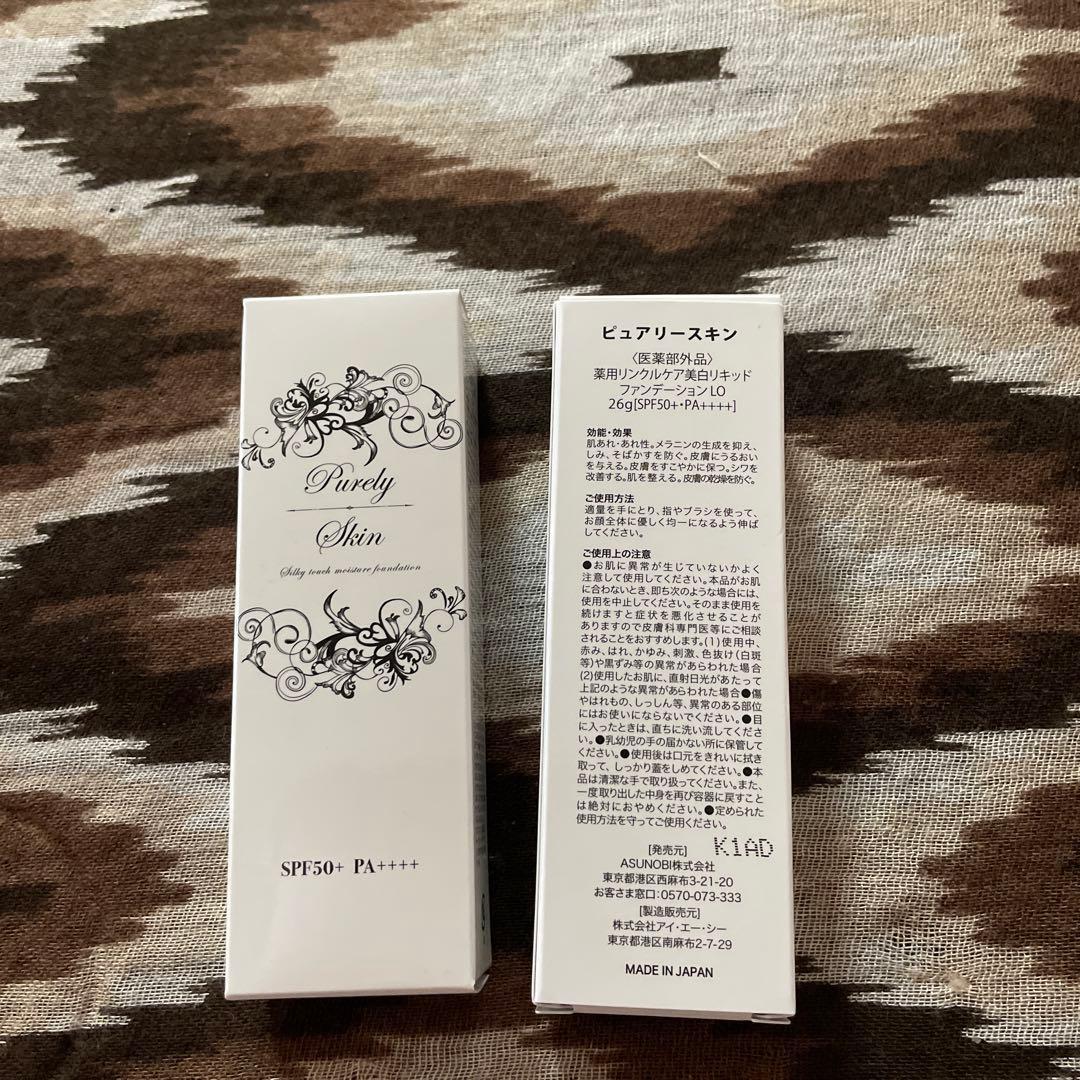 Purely
Skin
Silky touch moisture foundation
SPF50+ PA++++
ピュアリースキン
〈医薬部外品〉
薬用リンクルケア美白リキッド
ファンデーション LO
26g[SPF50+・PA++++]
効能・効果
肌あれ・あれ性。メラニンの生成を抑え、
しみ、そばかすを防ぐ。皮膚にうるおい
を与える。皮膚をすこやかに保つ。シワを
改善する。肌を整える。皮膚の乾燥を防ぐ。
ご使用方法
適量を手にとり、指やブラシを使って、
お顔全体に優しく均一になるよう伸ば
してください。
ご使用上の注意
●お肌に異常が生じていないかよく
注意して使用してください。本品がお肌
に合わないとき、即ち次のような場合には、
使用を中止してください。そのまま使用を
続けますと症状を悪化させることが
ありますので皮膚科専門医等にご相談
されることをおすすめします。(1)使用中、
赤み、はれ、かゆみ、刺激、色抜け(白斑
等)や黒ずみ等の異常があらわれた場合
(2)使用したお肌に、直射日光があたって
上記のような異常があらわれた場合●傷
やはれもの、しっしん等、異常のある部位
にはお使いにならないでください。●目
に入ったときは、直ちに洗い流してくださ
い。●乳幼児の手の届かない所に保管して
ください。●使用後は口元をきれいに拭き
取って、しっかり蓋をしめてください。●本
品は清潔な手で取り扱ってください。また、
一度取り出した中身を再び容器に戻すこと
は絶対におやめください。●定められた
使用方法を守ってご使用ください。
K1AD
[発売元]
ASUNOBI株式会社
東京都港区西麻布3-21-20
お客さま窓口:0570-073-333
[製造販売元]
株式会社アイ・エー・シー
東京都港区南麻布2-7-29
MADE IN JAPAN